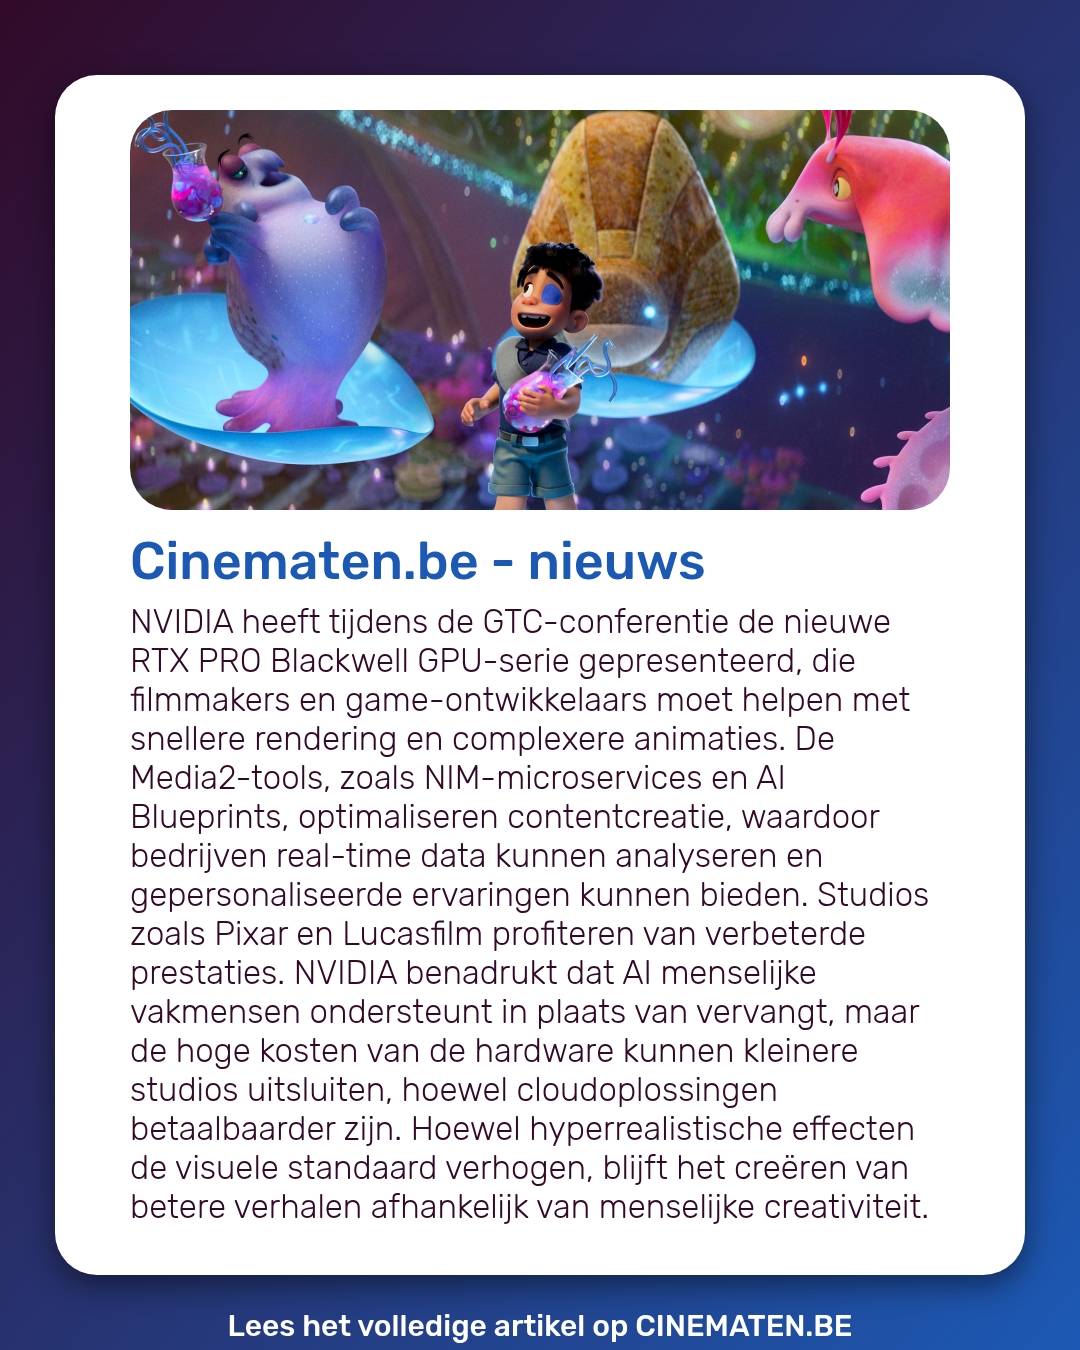 Cinematen.be - nieuws
NVIDIA heeft tijdens de GTC-conferentie de nieuwe
RTX PRO Blackwell GPU-serie gepresenteerd, die
filmmakers en game-ontwikkelaars moet helpen met
snellere rendering en complexere animaties. De
Media2-tools, zoals NIM-microservices en AI
Blueprints, optimaliseren contentcreatie, waardoor
bedrijven real-time data kunnen analyseren en
gepersonaliseerde ervaringen kunnen bieden. Studios
zoals Pixar en Lucasfilm profiteren van verbeterde
prestaties. NVIDIA benadrukt dat AI menselijke
vakmensen ondersteunt in plaats van vervangt, maar
de hoge kosten van de hardware kunnen kleinere
studios uitsluiten, hoewel cloudoplossingen
betaalbaarder zijn. Hoewel hyperrealistische effecten
de visuele standaard verhogen, blijft het creëren van
betere verhalen afhankelijk van menselijke creativiteit.
Lees het volledige artikel op CINEMATEN.BE